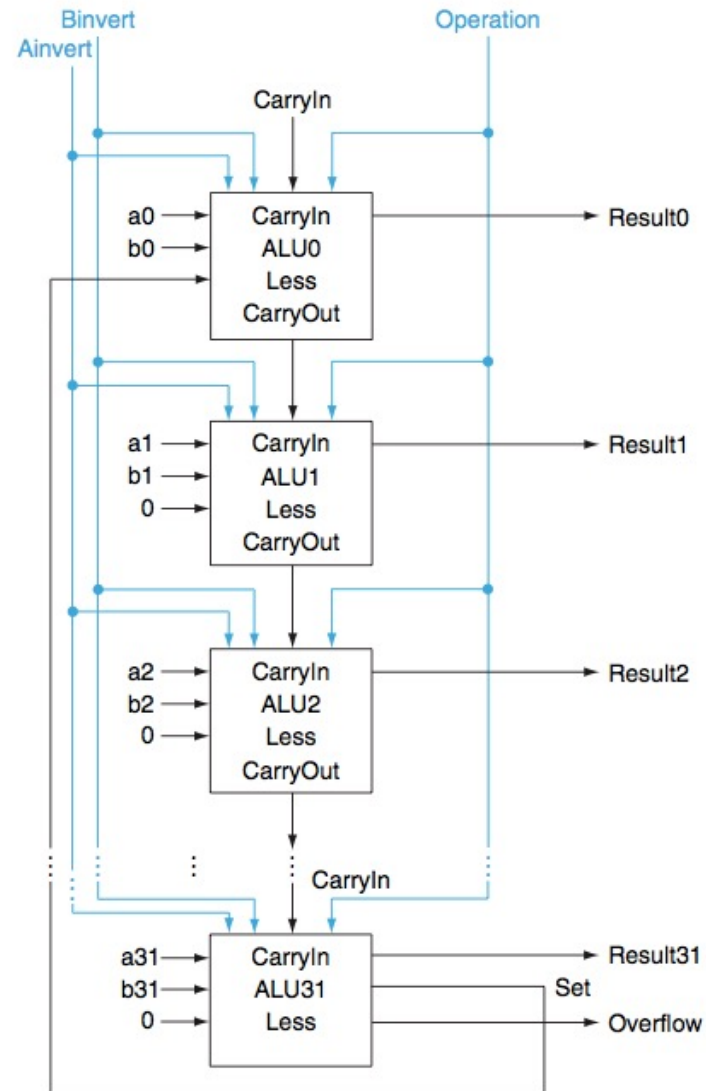 Binvert
Operation
Ainvert
CarryIn
a0
CarryIn
Result0
b0
ALU0
Less
CarryOut
a1
CarryIn
Result1
b1
ALU1
0
Less
CarryOut
a2
CarryIn
Result2
b2
ALU2
0
Less
CarryOut
CarryIn
a31
CarryIn
Result31
b31
ALU31
Set
0
Less
Overflow